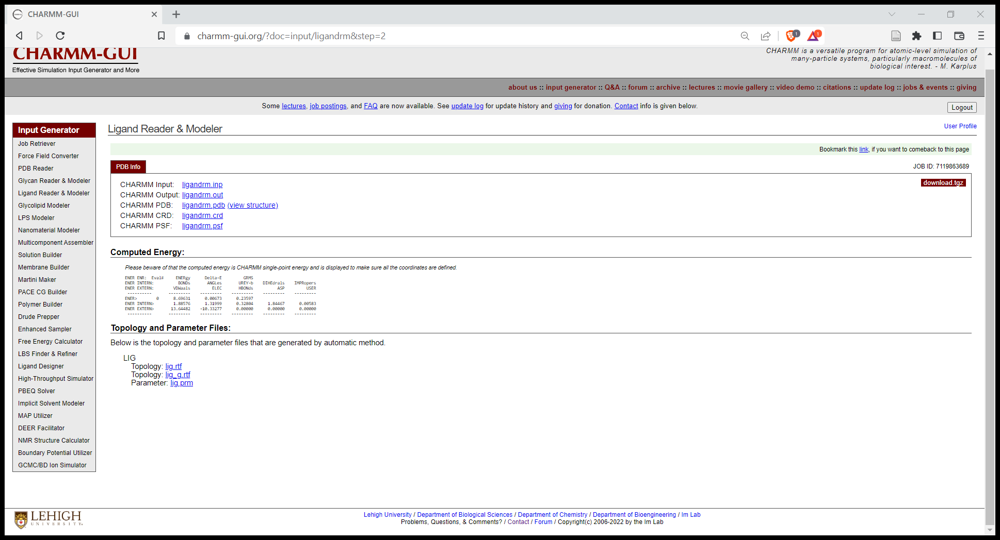 CHARMM-GUI
charmm-gui.org/?doc=input/ligandrm&step=2
1
1
CHARMM-GUI
Effective Simulation Input Generator and More
CHARMM is a versatile program for atomic-level simulation of
many-particle systems, particularly macromolecules of
biological interest. - M. Karplus
about us :: input generator :: Q&A :: forum :: archive :: lectures :: movie gallery :: video demo :: citations :: update log :: jobs & events :: giving
Some lectures, job postings, and FAQ are now available. See update log for update history and giving for donation. Contact info is given below.
Logout
Input Generator
Job Retriever
Force Field Converter
PDB Reader
Glycan Reader & Modeler
Ligand Reader & Modeler
Glycolipid Modeler
LPS Modeler
Nanomaterial Modeler
Multicomponent Assembler
Solution Builder
Membrane Builder
Martini Maker
PACE CG Builder
Polymer Builder
Drude Prepper
Enhanced Sampler
Free Energy Calculator
LBS Finder & Refiner
Ligand Designer
High-Throughput Simulator
PBEQ Solver
Implicit Solvent Modeler
MAP Utilizer
DEER Facilitator
NMR Structure Calculator
Boundary Potential Utilizer
GCMC/BD Ion Simulator
Ligand Reader & Modeler
User Profile
Bookmark this link, if you want to comeback to this page
PDB Info
JOB ID: 7119863689
download.tgz
CHARMM Input: ligandrm.inp
CHARMM Output: ligandrm.out
CHARMM PDB: ligandrm.pdb (view structure)
CHARMM CRD: ligandrm.crd
CHARMM PSF: ligandrm.psf
Computed Energy:
Please beware of that the computed energy is CHARMM single-point energy and is displayed to make sure all the coordinates are defined.
ENER ENR: Eval# ENERgy Delta-E GRMS
ENER INTERN: BONDs ANGLes UREY-b DIHEdrals IMPRopers
ENER EXTERN: VDWaals ELEC HBONds ASP USER
---------- --------- --------- --------- --------- ---------
ENER> 0 8.69631 0.00673 0.23597
ENER INTERN> 1.88576 1.31999 0.32804 1.84467 0.00583
ENER EXTERN> 13.64482 -10.33277 0.00000 0.00000 0.00000
---------- --------- --------- --------- --------- ---------
Topology and Parameter Files:
Below is the topology and parameter files that are generated by automatic method.
LIG
Topology: lig.rtf
Topology: lig_g.rtf
Parameter: lig.prm
LEHIGH
UNIVERSITY.
Lehigh University / Department of Biological Sciences / Department of Chemistry / Department of Bioengineering / Im Lab
Problems, Questions, & Comments? / Contact / Forum / Copyright(c) 2006-2022 by the Im Lab